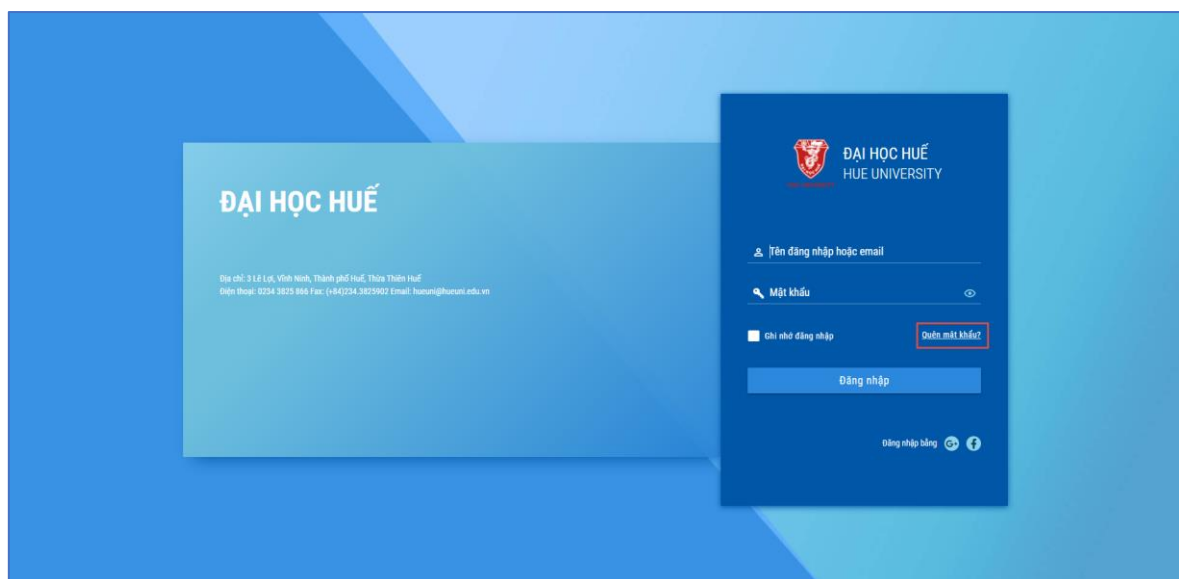 ĐẠI HỌC HUẾ
Địa chỉ: 3 Lê Lợi, Vĩnh Ninh, Thành phố Huế, Thừa Thiên Huế
Điện thoại: 0234 3825 866 Fax: (+84)234.3825902 Email: hueuni@hueuni.edu.vn
ĐẠI HỌC HUẾ
HUE UNIVERSITY
Tên đăng nhập hoặc email
Mật khẩu
Ghi nhớ đăng nhập
Quên mật khẩu?
Đăng nhập
Đăng nhập bằng